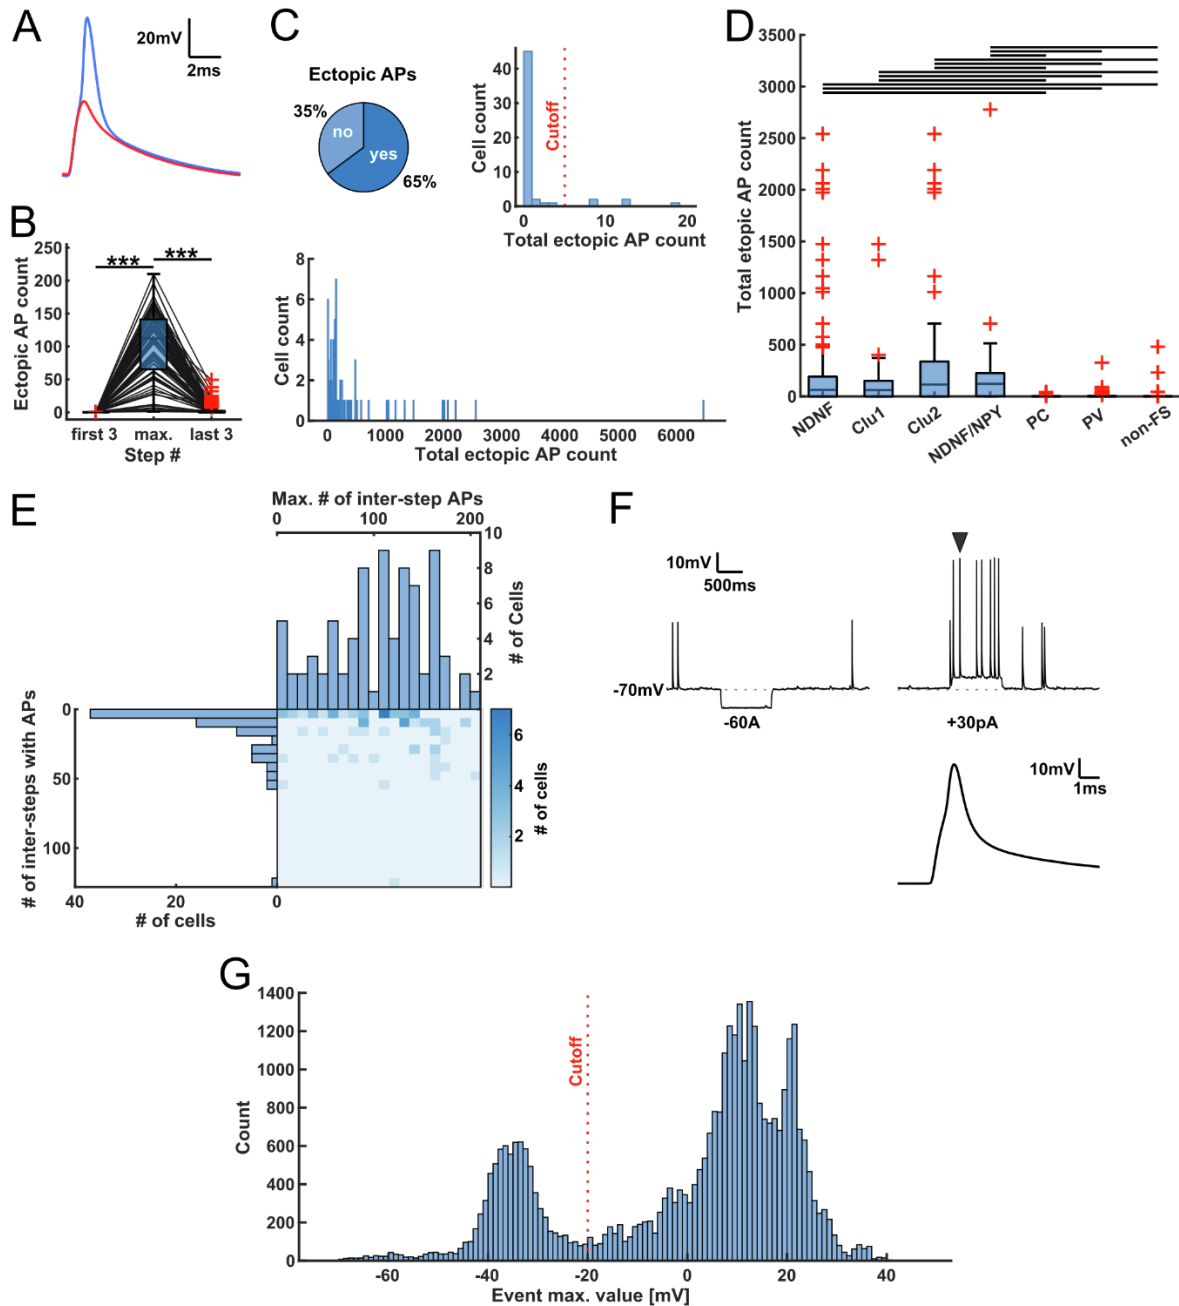 A
20mV
2ms
B
Ectopic AP count
250
200
150
100
50
0
***
***
first 3
max.
last 3
Step #
C
Ectopic APs
35%
no
yes
65%
Cell count
40
30
20
10
0
Cutoff
0
10
20
Total ectopic AP count
Cell count
8
6
4
2
0
0
1000
2000
3000
4000
5000
6000
Total ectopic AP count
D
Total etopic AP count
3500
3000
2500
2000
1500
1000
500
0
NDNF
Clu1
Clu2
NDNF/NPY
PC
PV
non-FS
E
Max. # of inter-step APs
0
100
200
10
8
6
4
2
# of Cells
# of inter-steps with APs
0
50
100
40
20
0
# of cells
6
4
2
# of cells
F
10mV
500ms
-70mV
-60A
+30pA
10mV
1ms
G
Count
1400
1200
1000
800
600
400
200
0
Cutoff
-60
-40
-20
0
20
40
Event max. value [mV]